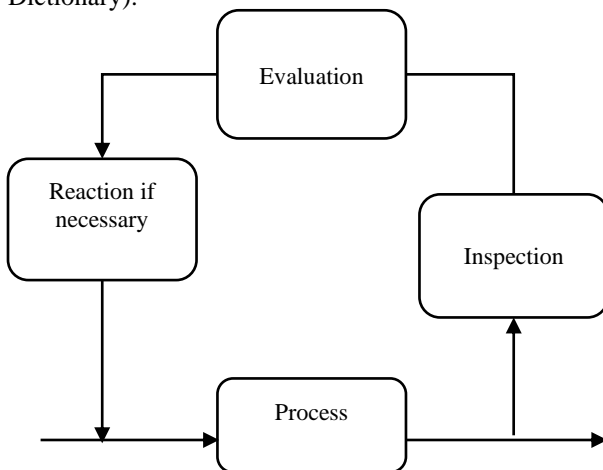 Dictionary).
Evaluation
Reaction if
necessary
Inspection
Process